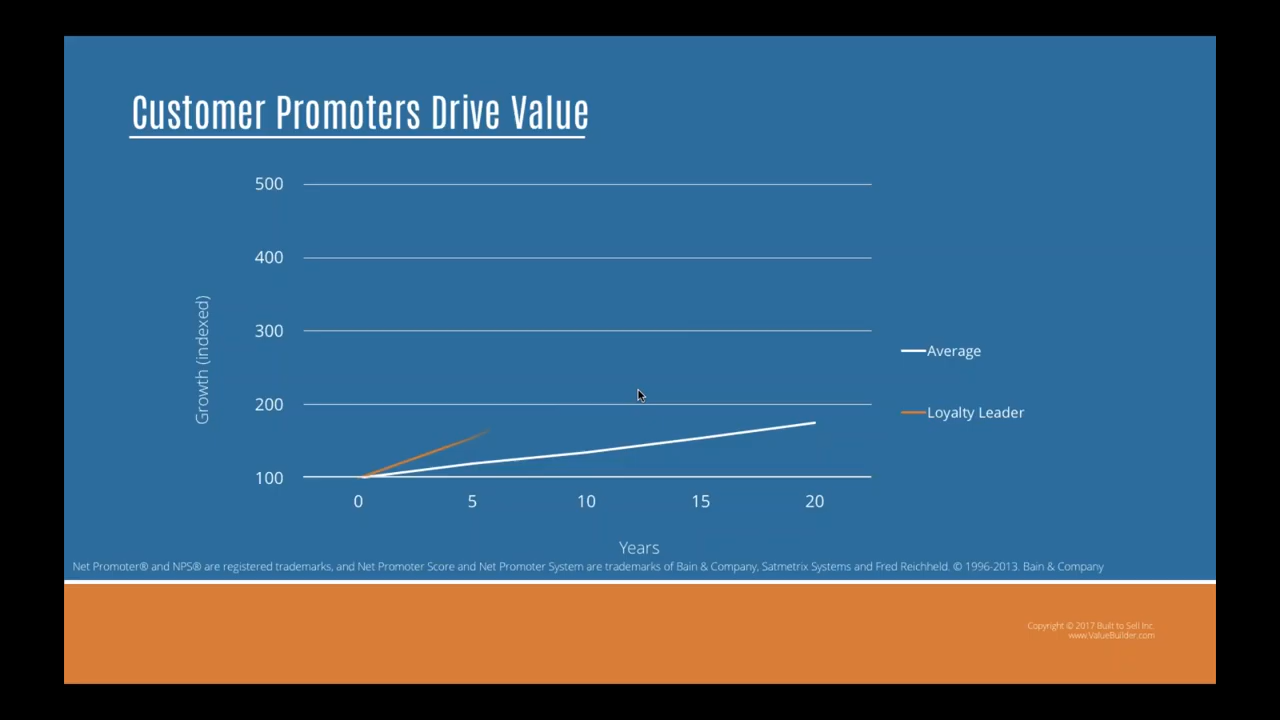 Customer Promoters Drive Value
500
400
300
200
100
Growth (indexed)
0 5 10 15 20
Years
Average
Loyalty Leader
Net Promoter® and NPS® are registered trademarks, and Net Promoter Score and Net Promoter System are trademarks of Bain & Company, Satmetrix Systems and Fred Reichheld. © 1996-2013. Bain & Company
Copyright © 2017 Built to Sell Inc.
www.ValueBuilder.com